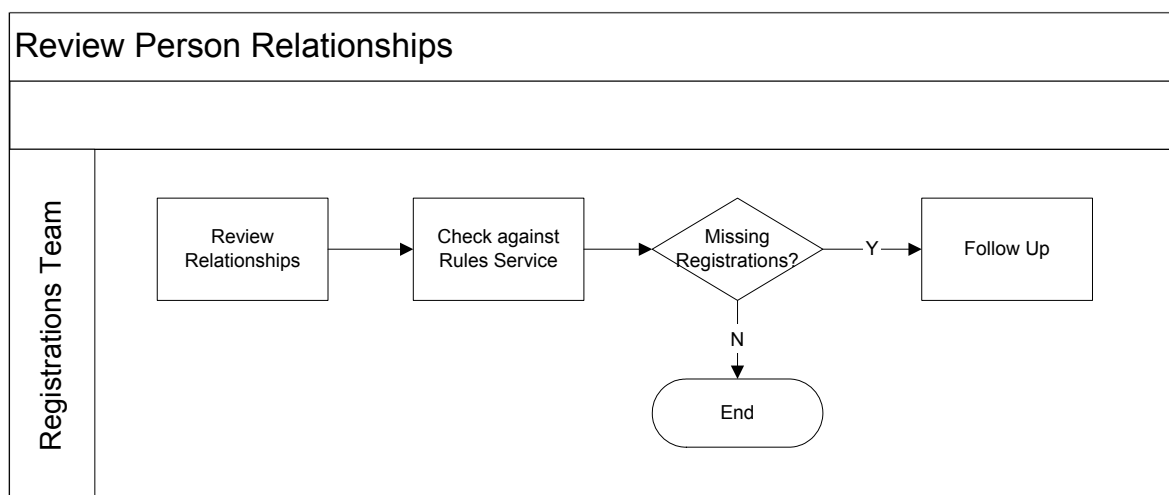 Review Person Relationships
Registrations Team
Review
Relationships
Check against
Rules Service
Missing
Registrations?
Y
Follow Up
N
End